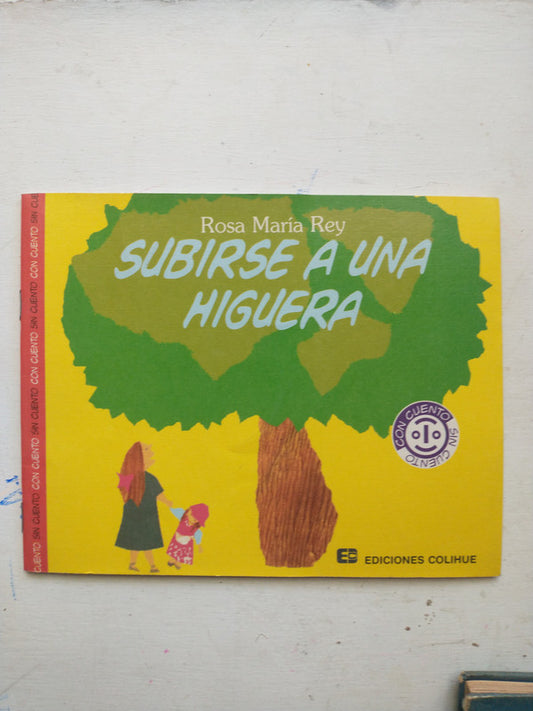 Rosa María Rey
SUBIRSE A UNA
HIGUERA
CON CUENTO
SIN CUENTO
EC EDICIONES COLIHUE
CUENTO SIN CUENTO CON CUENTO SIN CUENTO CON CUENTO SIN CUENTO CON CUENTO SIN CUE